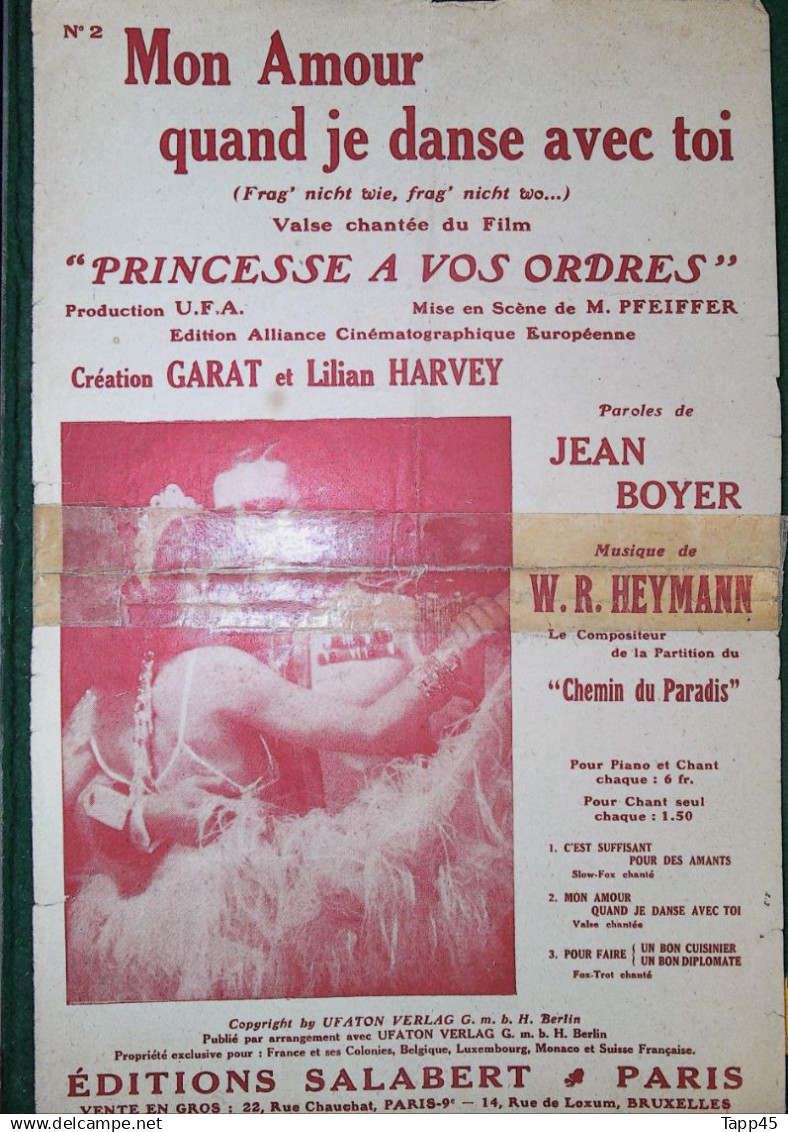 N° 2
Mon Amour
quand je danse avec toi
(Frag' nicht wie, frag' nicht wo...)
Valse chantée du Film
"PRINCESSE A VOS ORDRES"
Production U.F.A. Mise en Scène de M. PFEIFFER
Edition Alliance Cinématographique Européenne
Création GARAT et Lilian HARVEY
Paroles de
JEAN
BOYER
Musique de
W. R. HEYMANN
Le Compositeur
de la Partition du
"Chemin du Paradis"
Pour Piano et Chant
chaque : 6 fr.
Pour Chant seul
chaque : 1.50
1. C'EST SUFFISANT
POUR DES AMANTS
Slow-Fox chanté
2. MON AMOUR
QUAND JE DANSE AVEC TOI
Valse chantée
3. POUR FAIRE { UN BON CUISINIER
UN BON DIPLOMATE
Fox-Trot chanté
Copyright by UFATON VERLAG G. m. b. H. Berlin
Publié par arrangement avec UFATON VERLAG G. m. b. H. Berlin
Propriété exclusive pour : France et ses Colonies, Belgique, Luxembourg, Monaco et Suisse Française.
ÉDITIONS SALABERT PARIS
VENTE EN GROS : 22, Rue Chauchat, PARIS-9e — 14, Rue de Loxum, BRUXELLES
Tapp45